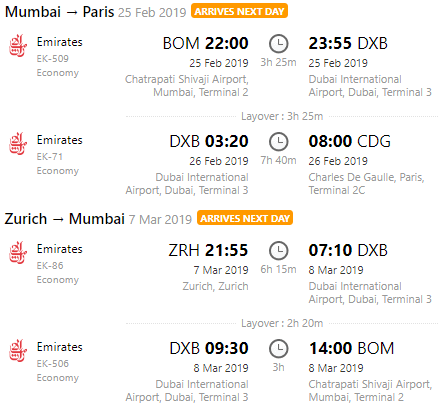 Mumbai → Paris 25 Feb 2019 ARRIVES NEXT DAY
Emirates
EK-509
Economy
BOM 22:00
25 Feb 2019
Chatrapati Shivaji Airport,
Mumbai, Terminal 2
3h 25m
23:55 DXB
25 Feb 2019
Dubai International
Airport, Dubai, Terminal 3
Layover : 3h 25m
Emirates
EK-71
Economy
DXB 03:20
26 Feb 2019
Dubai International
Airport, Dubai, Terminal 3
7h 40m
08:00 CDG
26 Feb 2019
Charles De Gaulle, Paris,
Terminal 2C
Zurich → Mumbai 7 Mar 2019 ARRIVES NEXT DAY
Emirates
EK-86
Economy
ZRH 21:55
7 Mar 2019
Zurich, Zurich
6h 15m
07:10 DXB
8 Mar 2019
Dubai International
Airport, Dubai, Terminal 3
Layover : 2h 20m
Emirates
EK-506
Economy
DXB 09:30
8 Mar 2019
Dubai International
Airport, Dubai, Terminal 3
3h
14:00 BOM
8 Mar 2019
Chatrapati Shivaji Airport,
Mumbai, Terminal 2